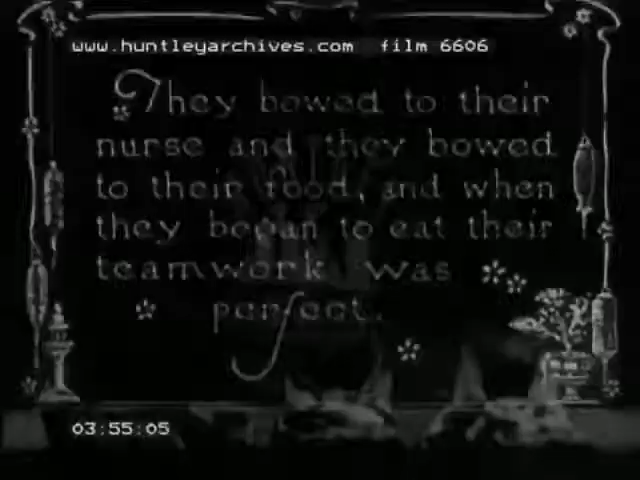 www.huntleyarchives.com film 6606
They bowed to their
nurse and they bowed
to their food, and when
they began to eat their
teamwork was
perfect.
03:55:05